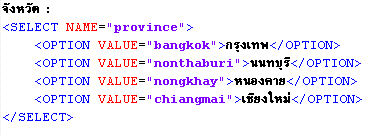 จังหวัด :
<SELECT NAME="province">
<OPTION VALUE="bangkok">กรุงเทพ</OPTION>
<OPTION VALUE="nonthaburi">นนทบุรี</OPTION>
<OPTION VALUE="nongkhay">หนองคาย</OPTION>
<OPTION VALUE="chiangmai">เชียงใหม่</OPTION>
</SELECT>